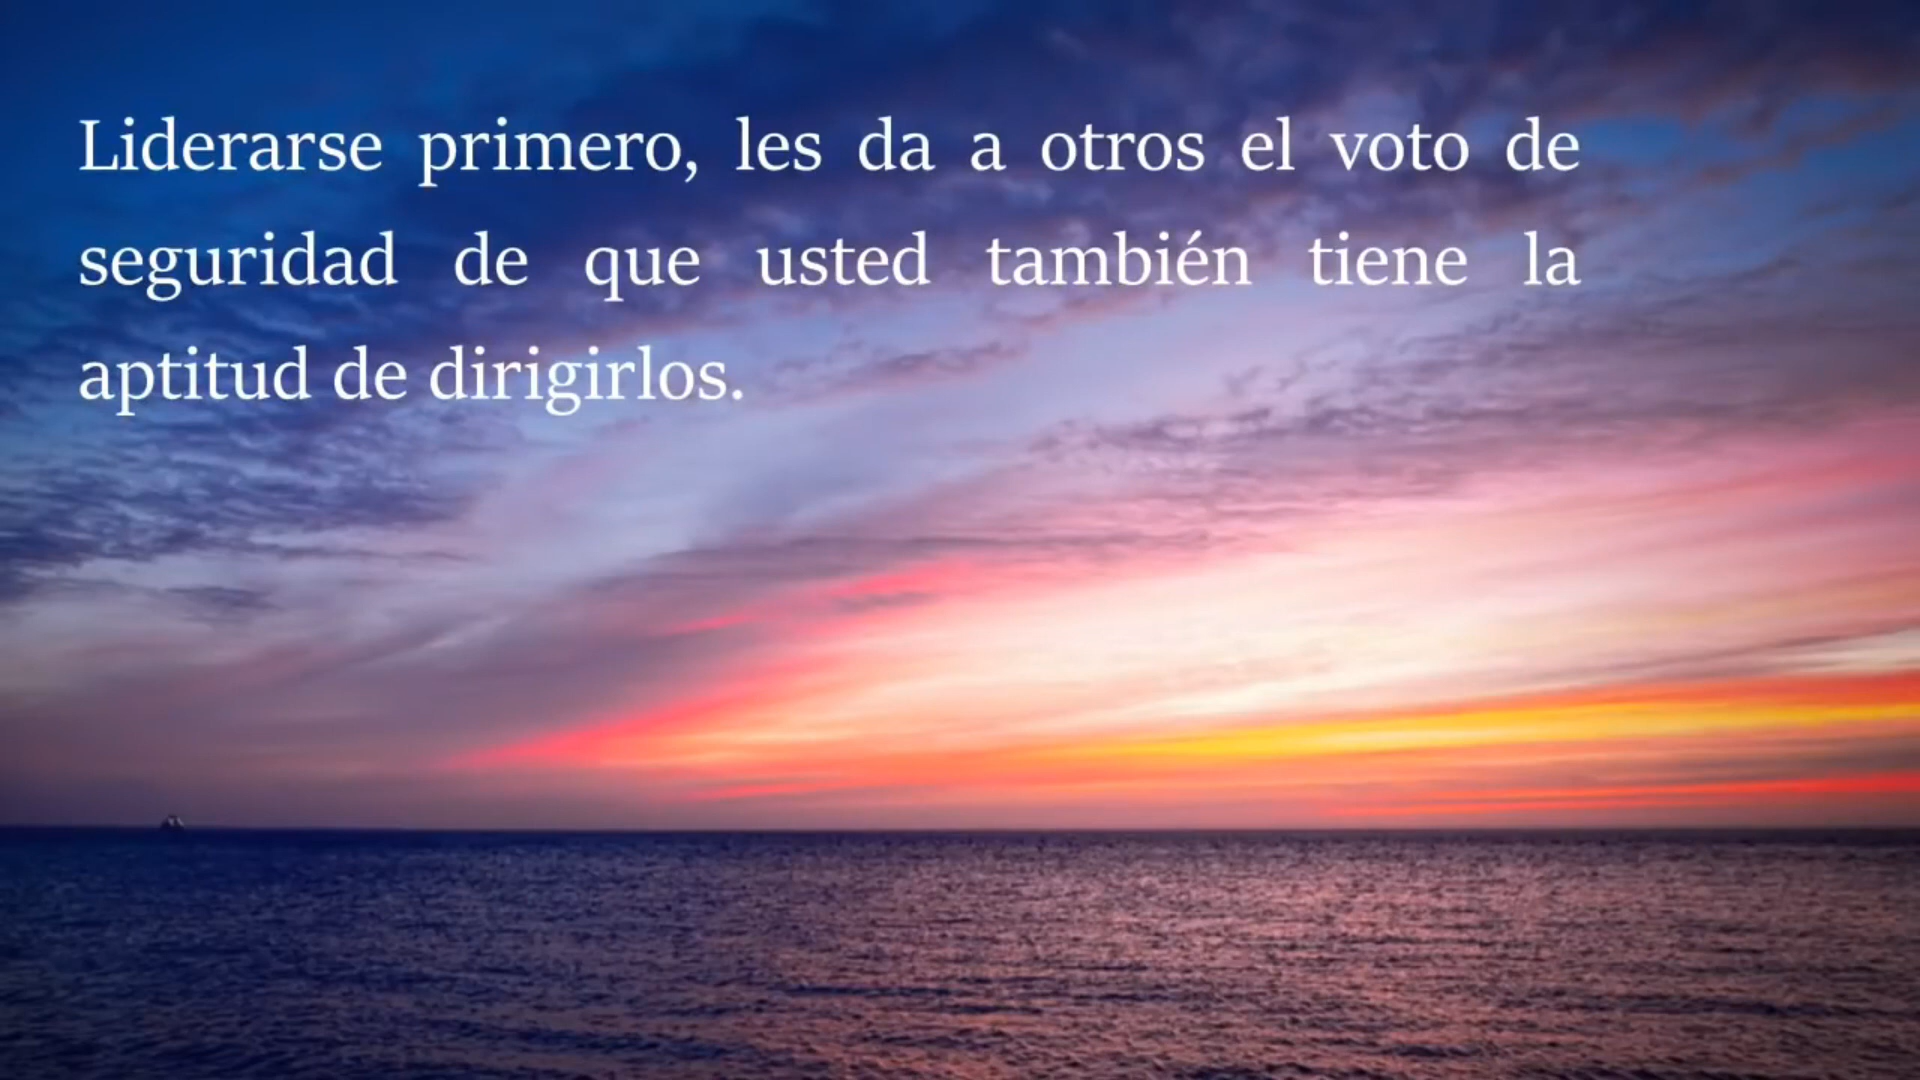 Liderarse primero, les da a otros el voto de
seguridad de que usted también tiene la
aptitud de dirigirlos.